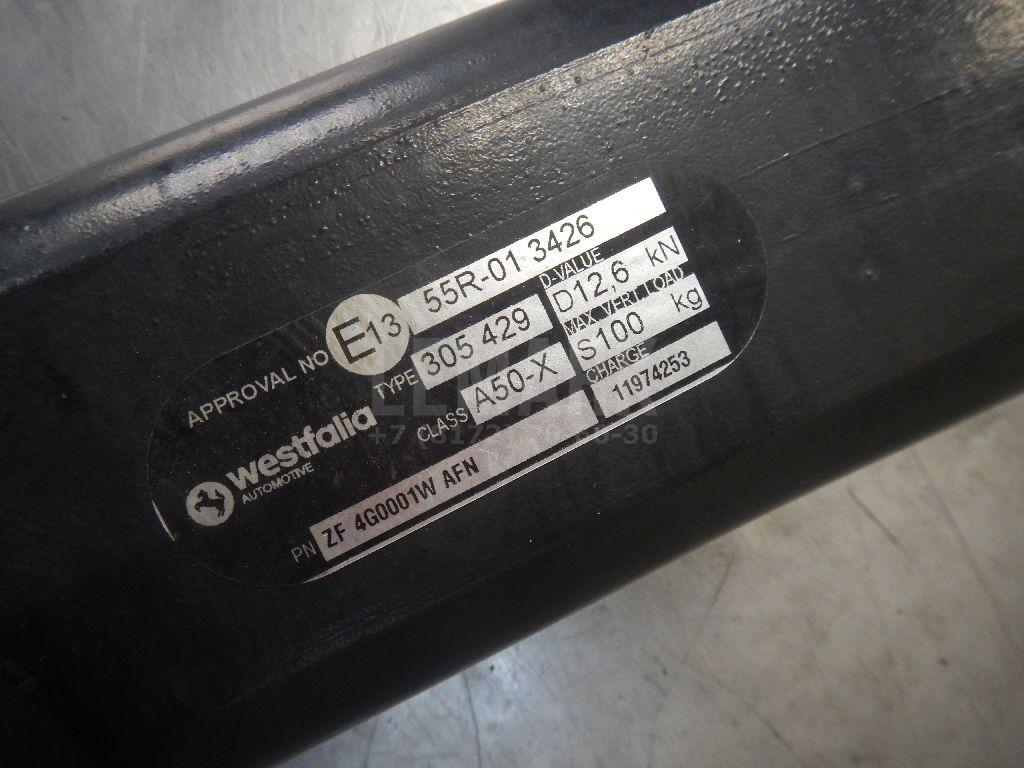 APPROVAL NO E13 55R-01 3426
TYPE 305 429
D-VALUE
D12,6 kN
CLASS A50-X
MAX. VERT. LOAD
S100 kg
westfalia
AUTOMOTIVE
CHARGE
11974253
PN ZF 4G0001W AFN